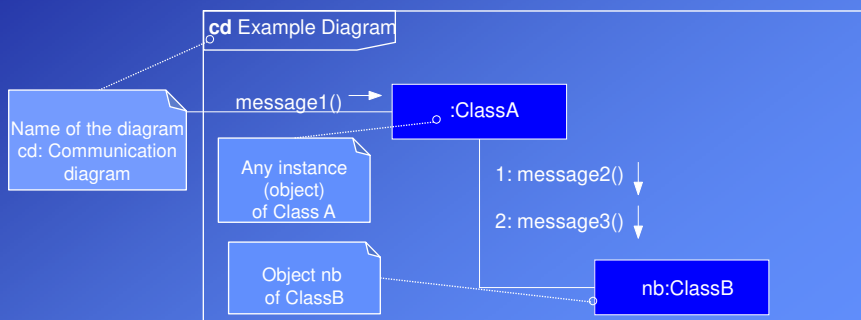 cd Example Diagram
message1()
:ClassA
Name of the diagram
cd: Communication
diagram
Any instance
(object)
of Class A
1: message2()
2: message3()
Object nb
of ClassB
nb:ClassB